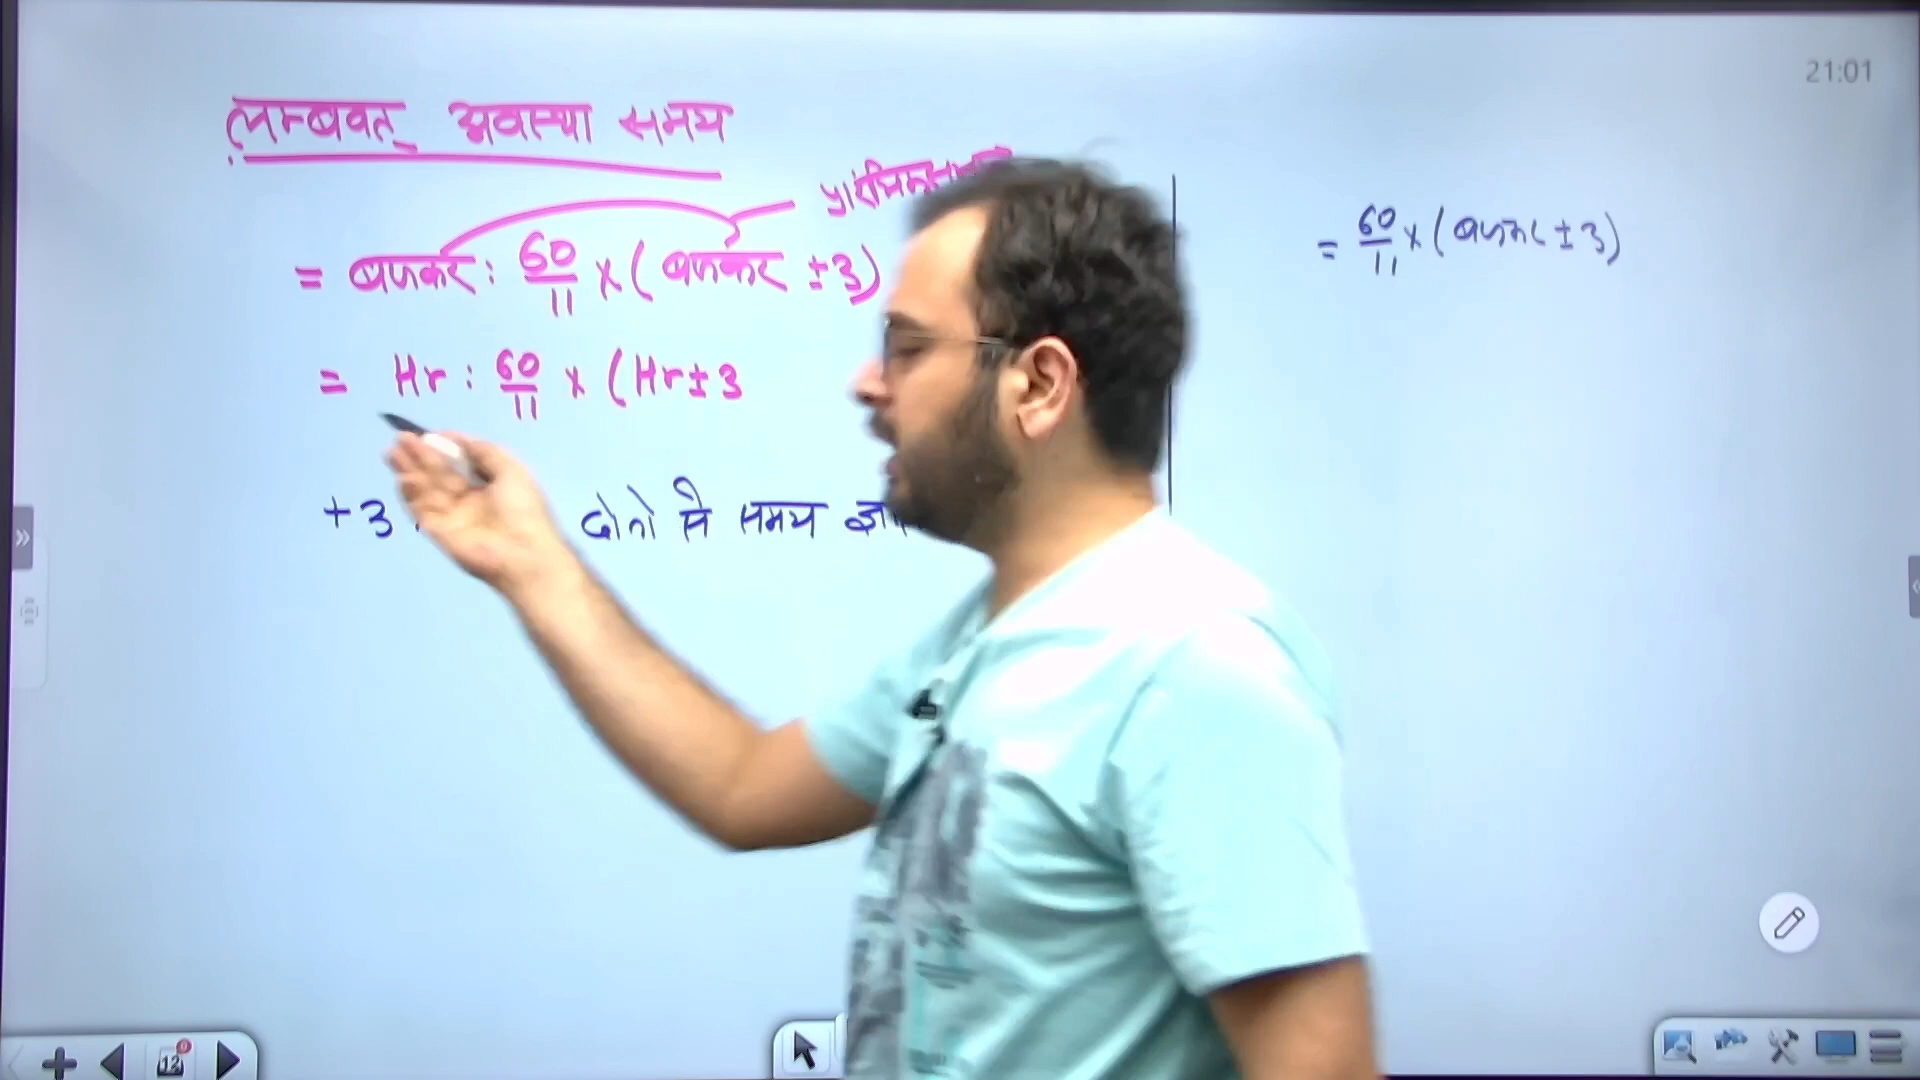 21:01
लम्बवत् अवस्था समय
= बजकर : 60/11 × ( बजकर ± 3)
= Hr : 60/11 × (Hr ± 3
+3 दोनो से समय
= 60/11 × ( बजकर ± 3)
12